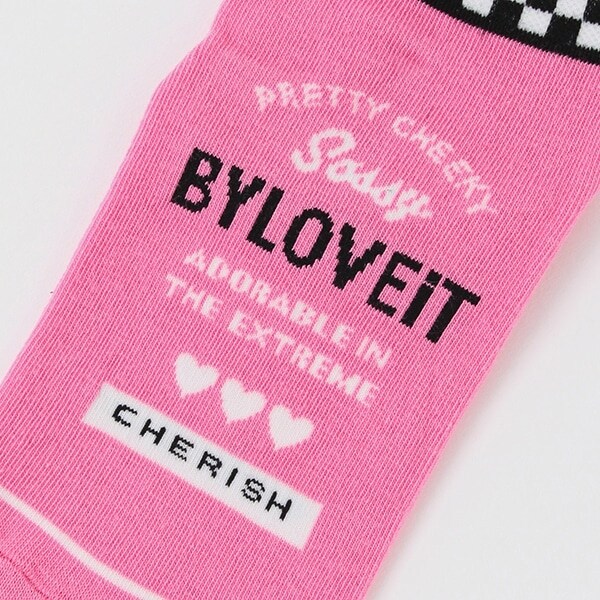 PRETTY CHEEKY
Sassy
BYLOVEiT
ADORABLE IN
THE EXTREME
CHERISH